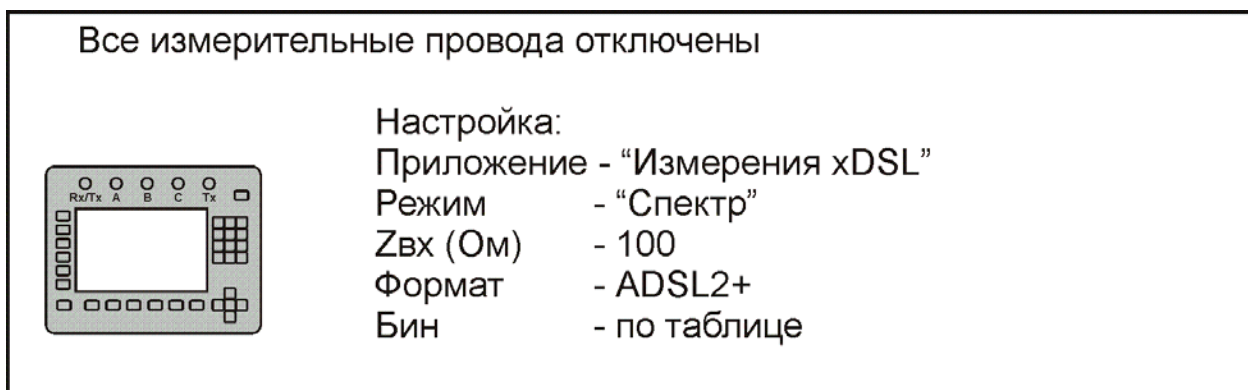 Все измерительные провода отключены
Настройка:
Приложение - “Измерения xDSL”
Режим - “Спектр”
Zвх (Ом) - 100
Формат - ADSL2+
Бин - по таблице
Rx/Tx A B C Tx